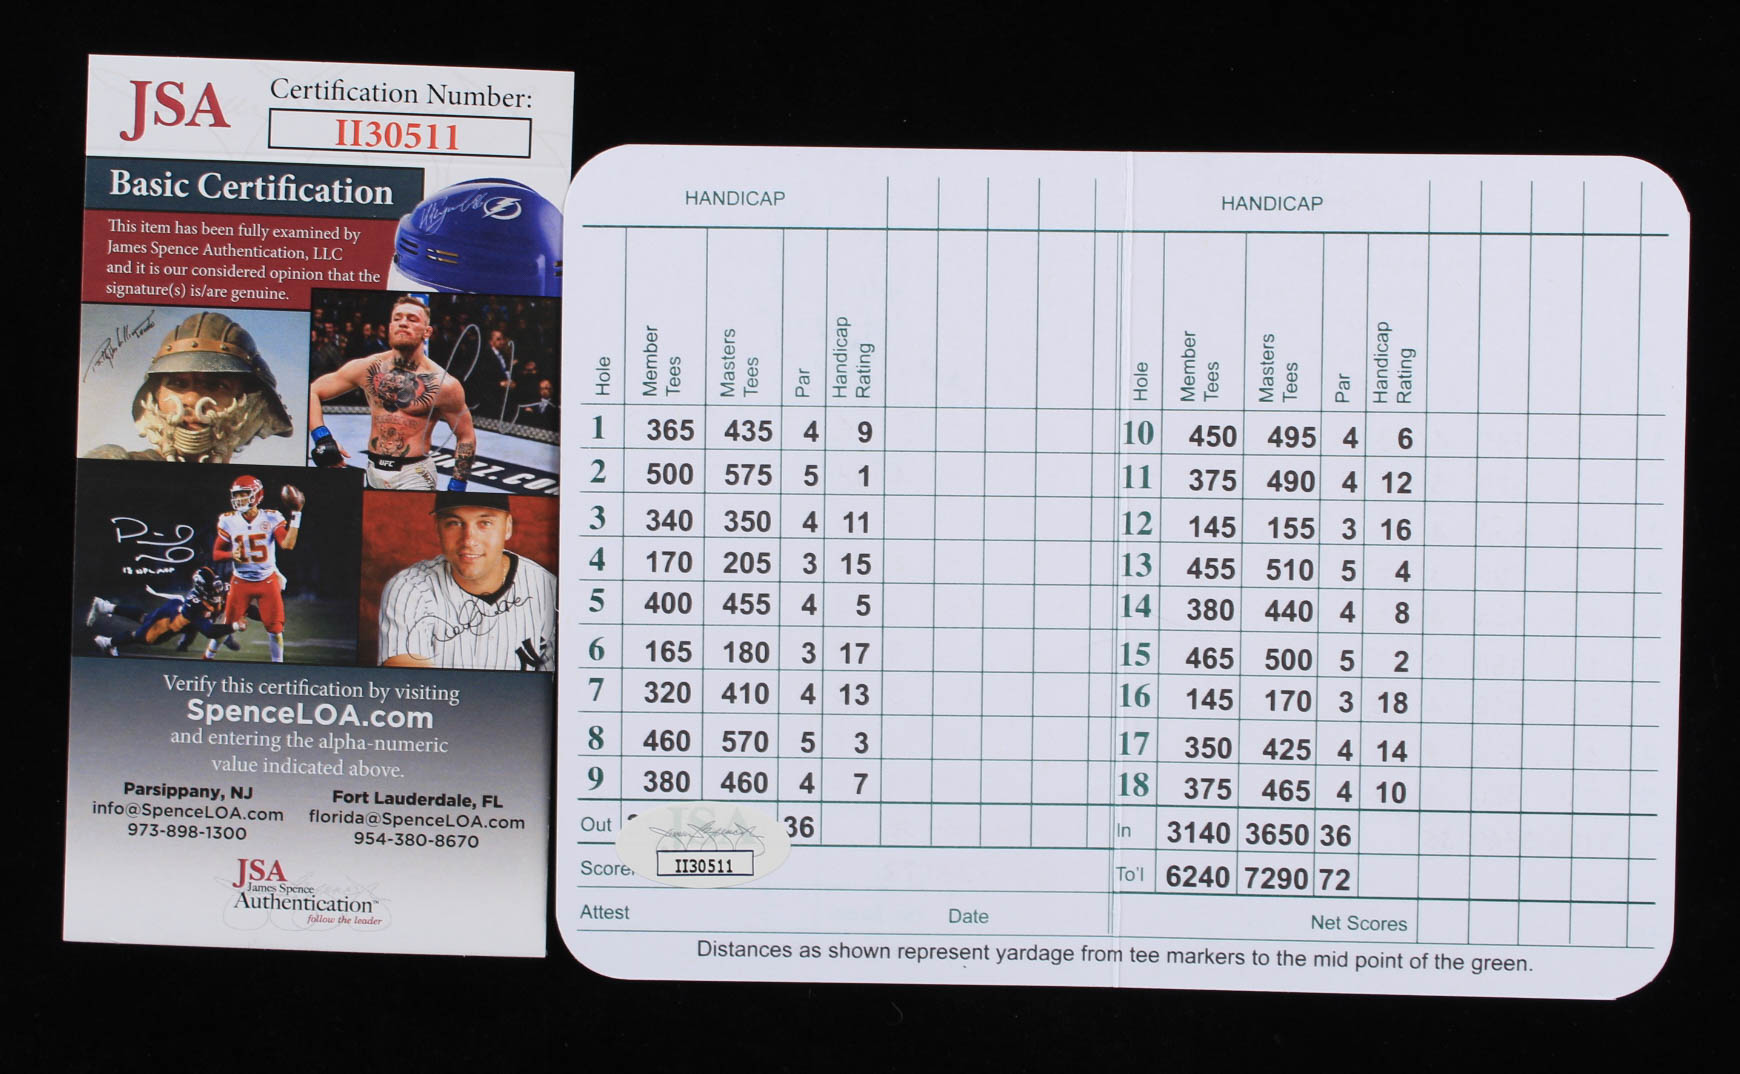 JSA
Certification Number:
II30511
Basic Certification
This item has been fully examined by
James Spence Authentication, LLC
and it is our considered opinion that the
signature(s) is/are genuine.
UFC
15
Verify this certification by visiting
SpenceLOA.com
and entering the alpha-numeric
value indicated above.
Parsippany, NJ
info@SpenceLOA.com
973-898-1300
Fort Lauderdale, FL
florida@SpenceLOA.com
954-380-8670
JSA
James Spence
Authentication™
follow the leader
HANDICAP
Hole Member Tees Masters Tees Par Handicap Rating
1 365 435 4 9
2 500 575 5 1
3 340 350 4 11
4 170 205 3 15
5 400 455 4 5
6 165 180 3 17
7 320 410 4 13
8 460 570 5 3
9 380 460 4 7
Out 36
JSA
II30511
Attest Date
HANDICAP
Hole Member Tees Masters Tees Par Handicap Rating
10 450 495 4 6
11 375 490 4 12
12 145 155 3 16
13 455 510 5 4
14 380 440 4 8
15 465 500 5 2
16 145 170 3 18
17 350 425 4 14
18 375 465 4 10
In 3140 3650 36
To'l 6240 7290 72
Net Scores
Distances as shown represent yardage from tee markers to the mid point of the green.